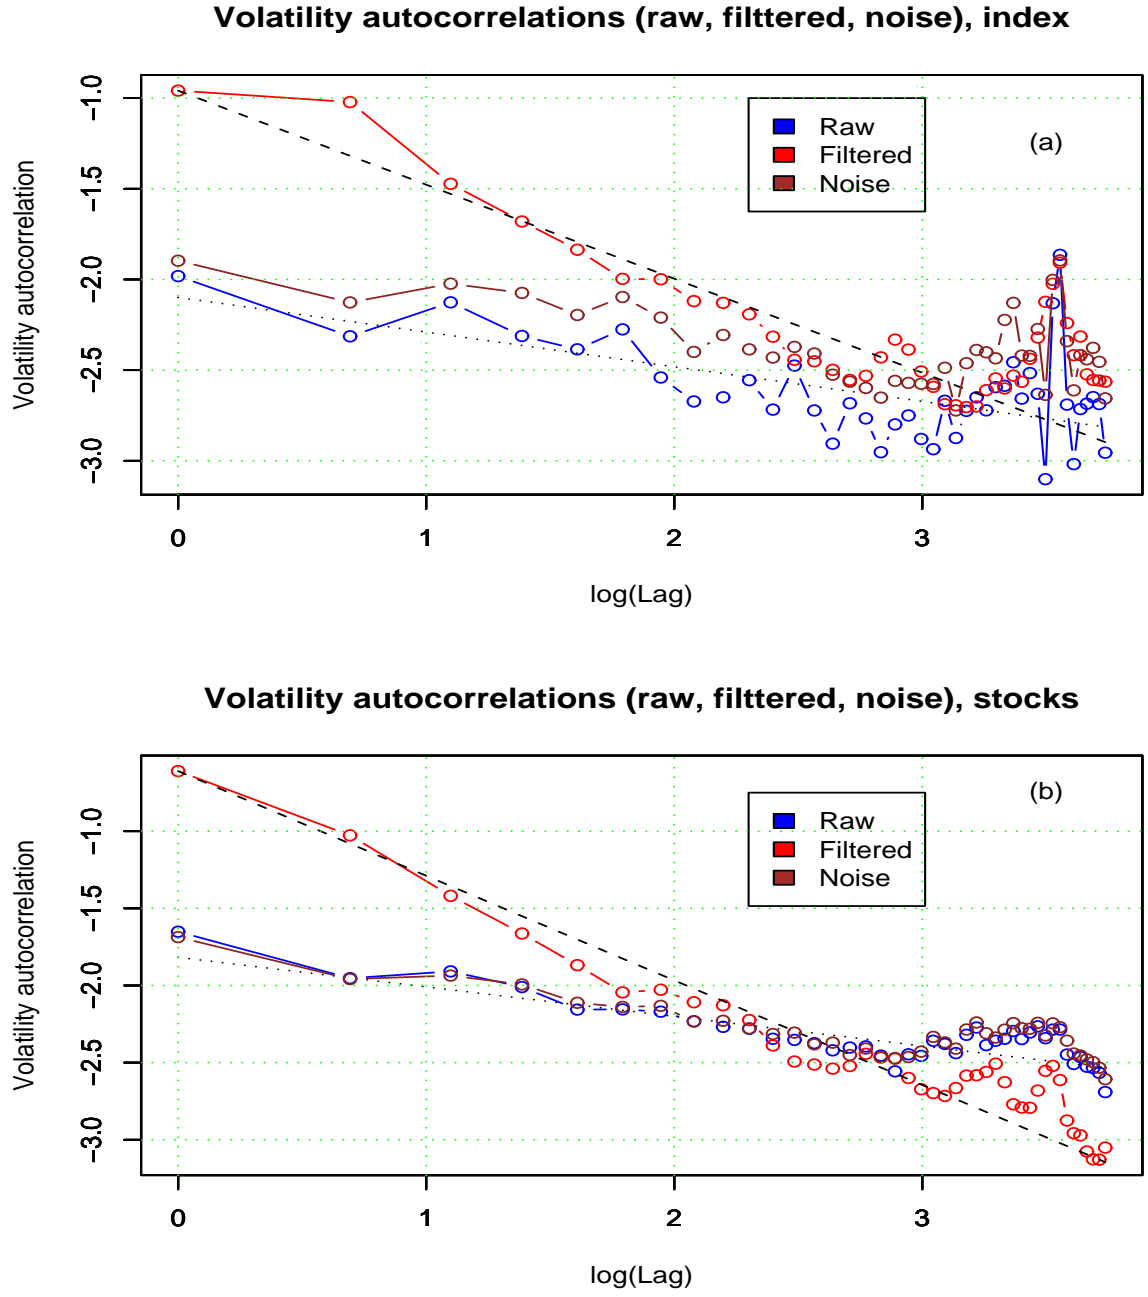 Volatility autocorrelations (raw, filttered, noise), index
Volatility autocorrelation
−1.0
−1.5
−2.0
−2.5
−3.0
Raw
Filtered
Noise
(a)
0 1 2 3
log(Lag)
Volatility autocorrelations (raw, filttered, noise), stocks
Volatility autocorrelation
−1.0
−1.5
−2.0
−2.5
−3.0
Raw
Filtered
Noise
(b)
0 1 2 3
log(Lag)